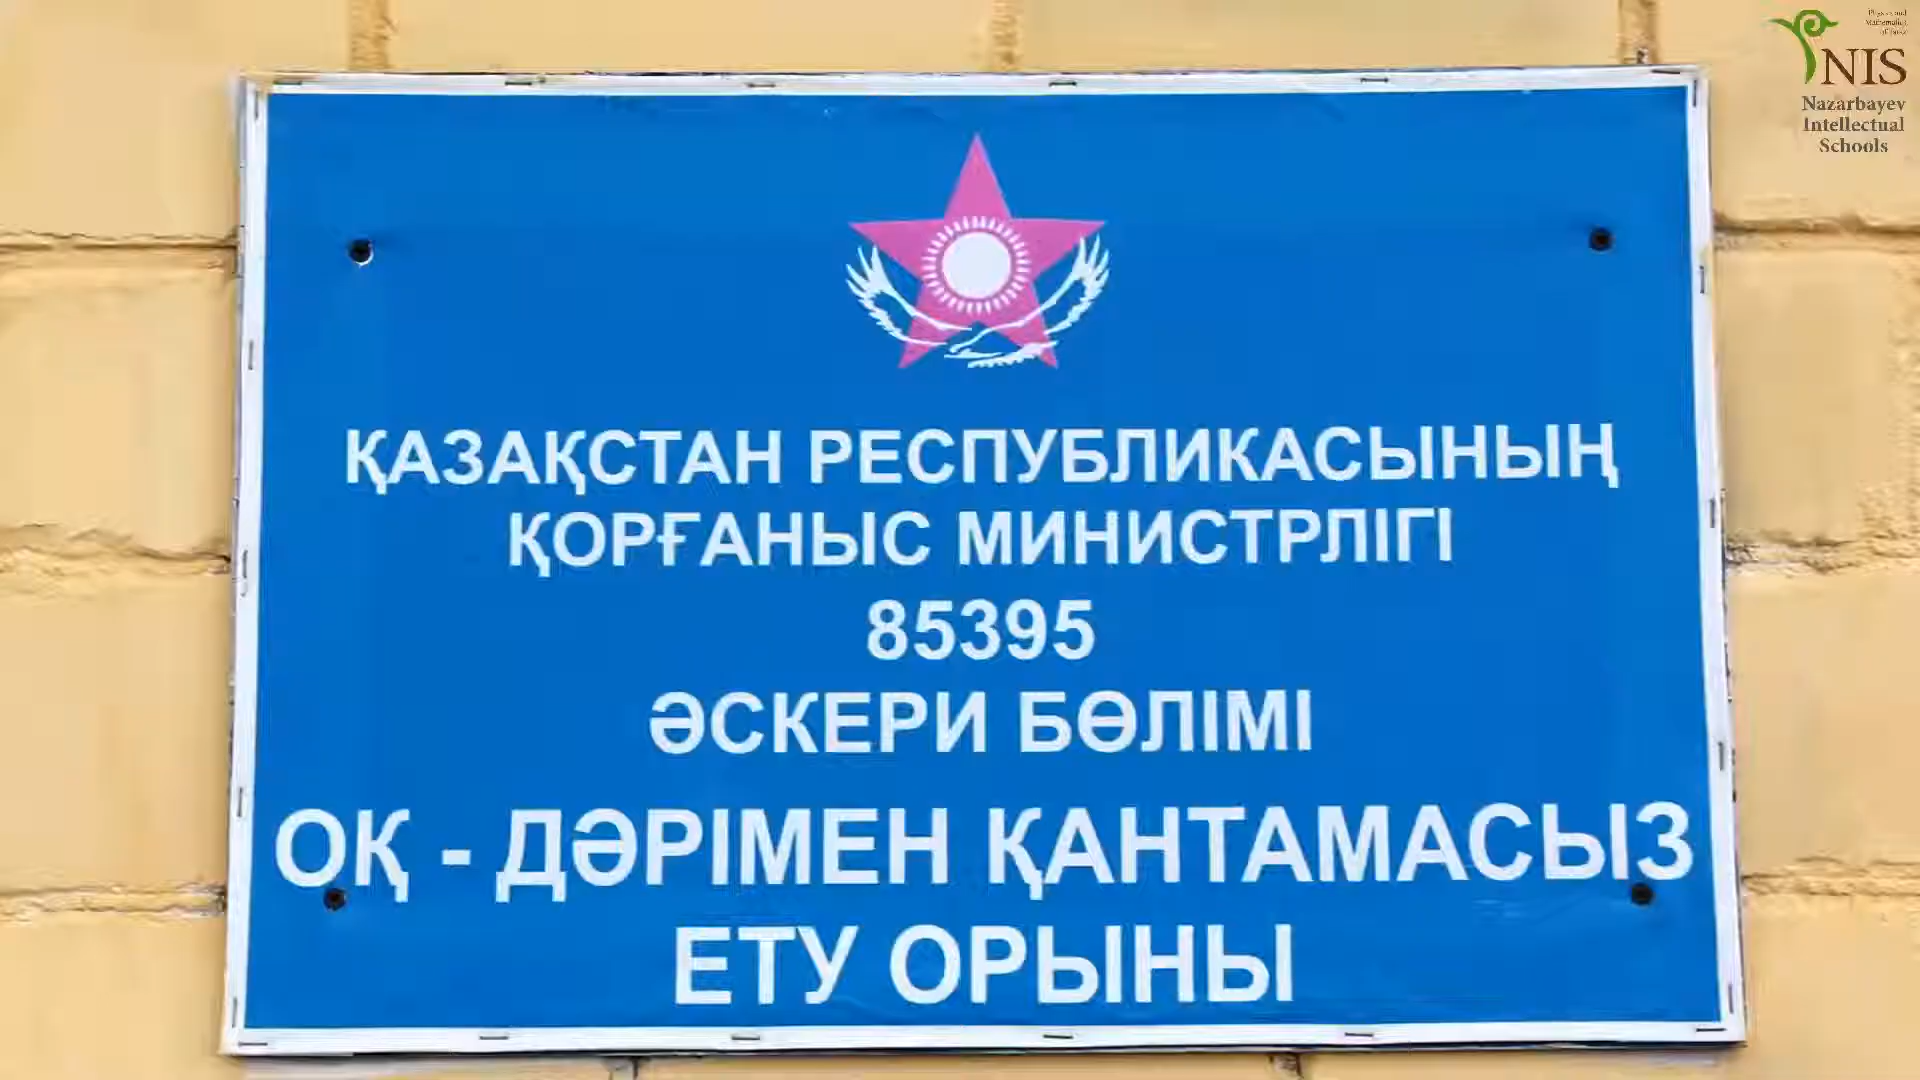 NIS
Nazarbayev
Intellectual
Schools
ҚАЗАҚСТАН РЕСПУБЛИКАСЫНЫҢ
ҚОРҒАНЫС МИНИСТРЛІГІ
85395
ӘСКЕРИ БӨЛІМІ
ОҚ - ДӘРІМЕН ҚАНТАМАСЫЗ
ЕТУ ОРЫНЫ